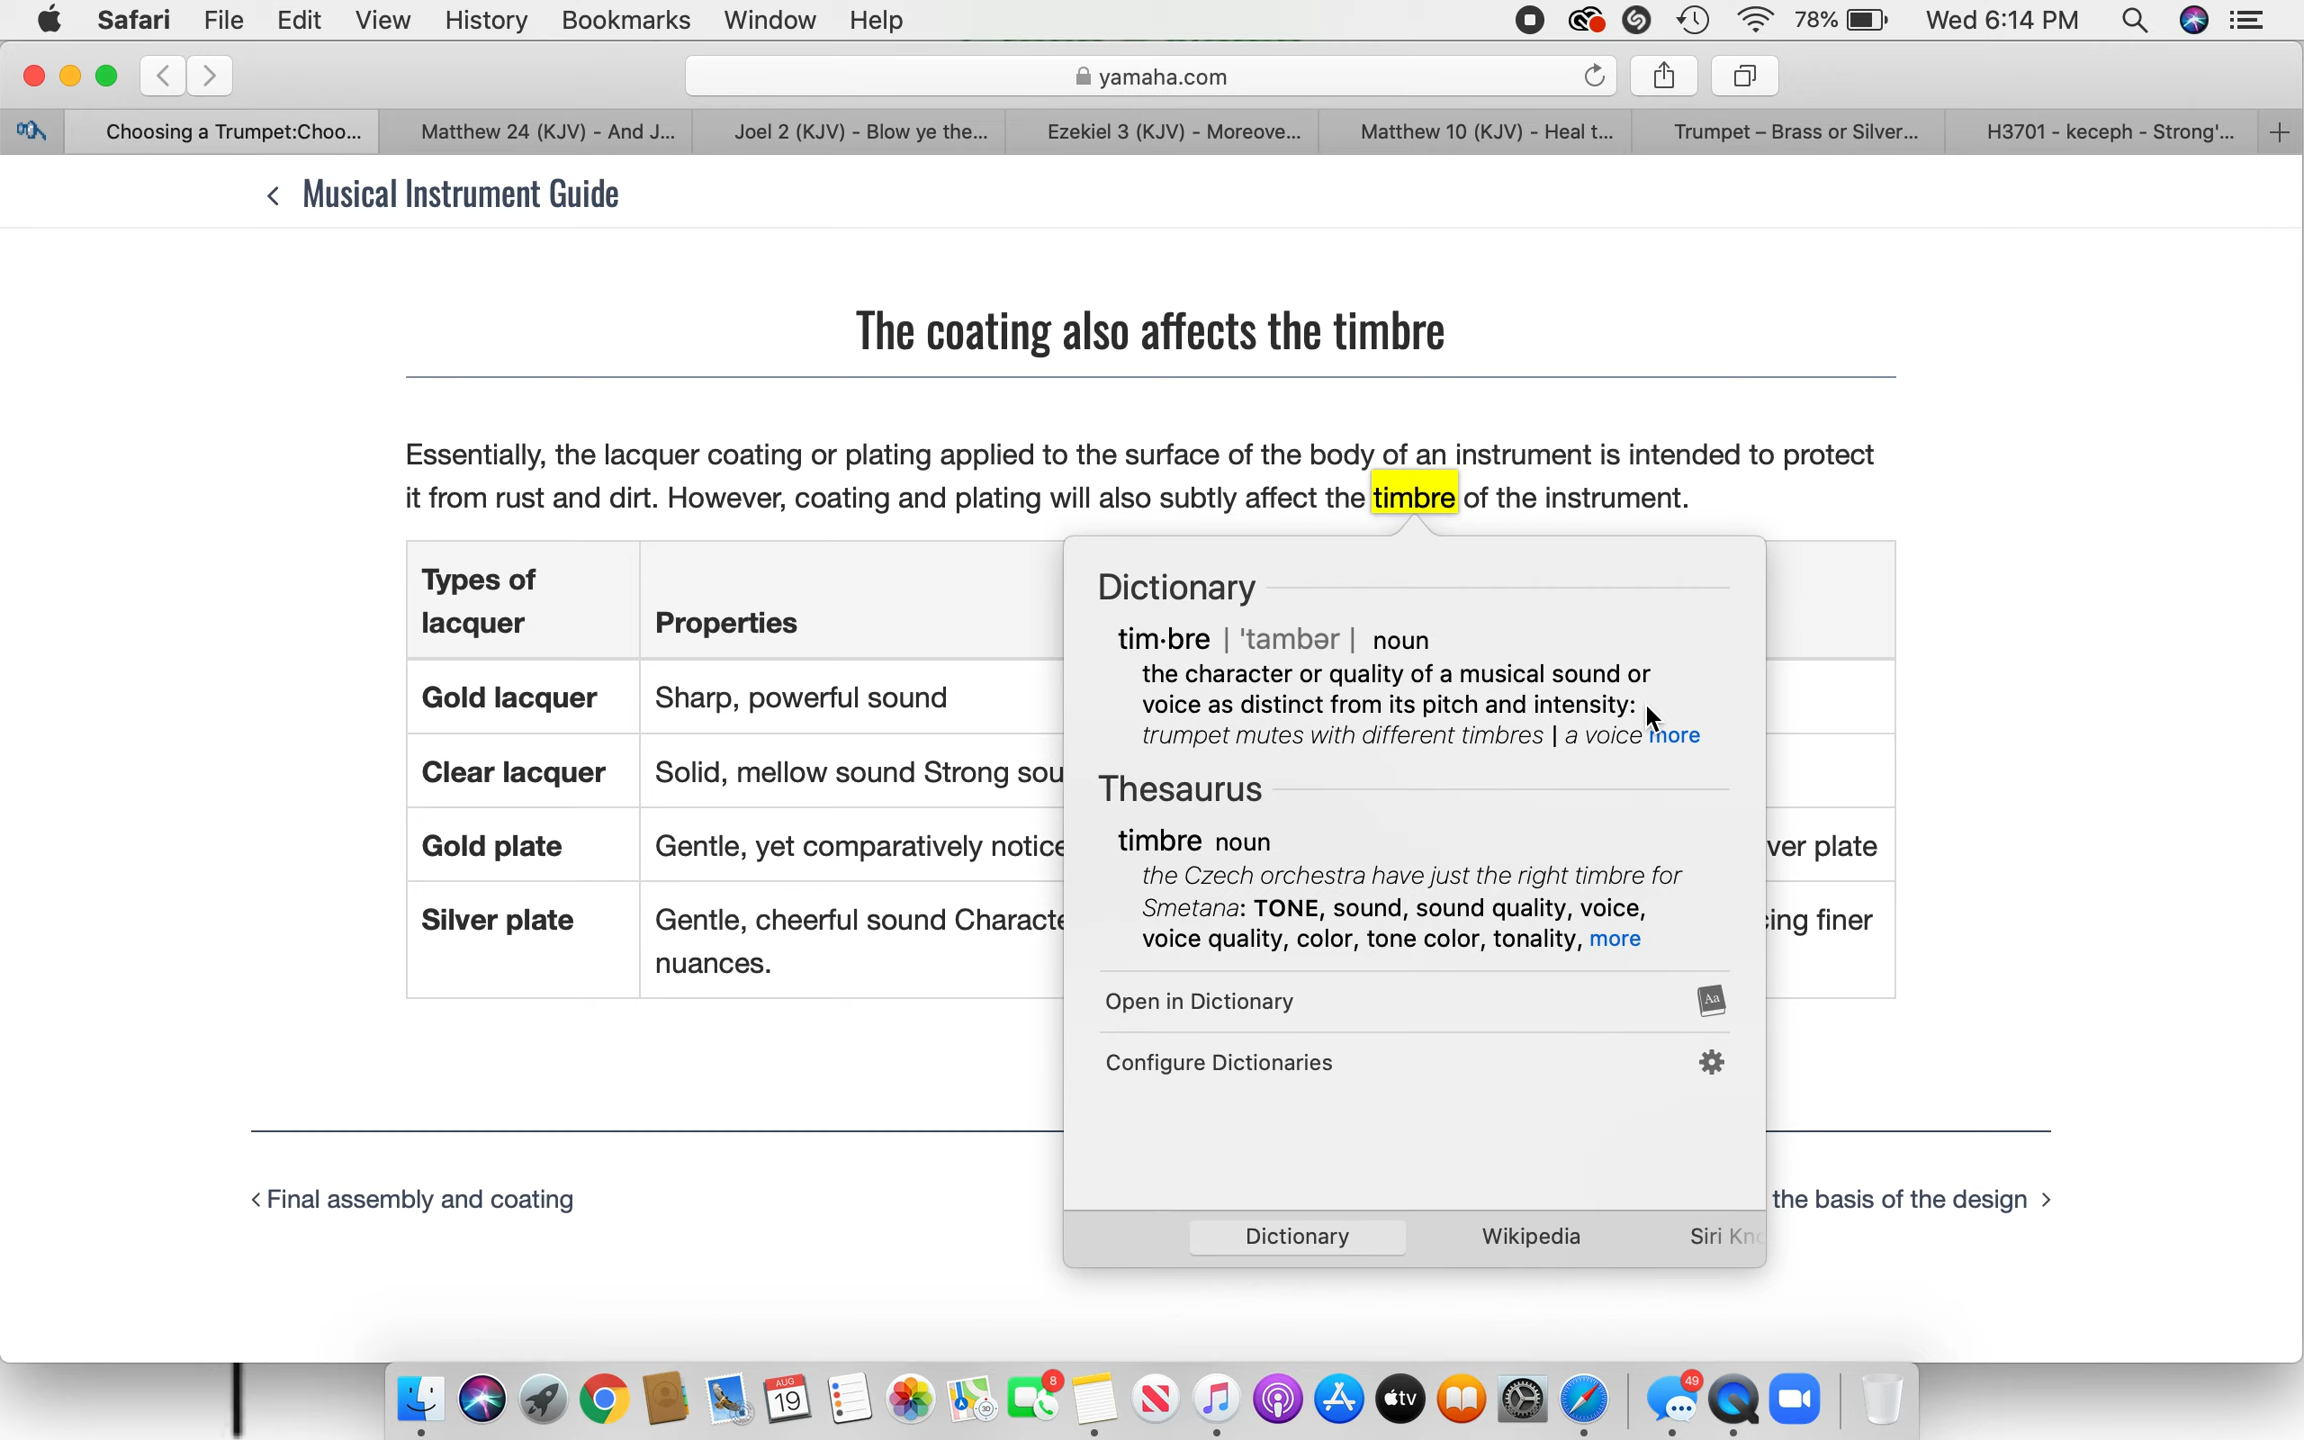 Safari File Edit View History Bookmarks Window Help 78% Wed 6:14 PM
yamaha.com
Choosing a Trumpet:Choo... Matthew 24 (KJV) - And J... Joel 2 (KJV) - Blow ye the... Ezekiel 3 (KJV) - Moreove... Matthew 10 (KJV) - Heal t... Trumpet – Brass or Silver... H3701 - keceph - Strong'...
Musical Instrument Guide
The coating also affects the timbre
Essentially, the lacquer coating or plating applied to the surface of the body of an instrument is intended to protect
it from rust and dirt. However, coating and plating will also subtly affect the timbre of the instrument.
Types of
lacquer
Properties
Gold lacquer Sharp, powerful sound
Clear lacquer Solid, mellow sound Strong sou
Gold plate Gentle, yet comparatively notice ver plate
Silver plate Gentle, cheerful sound Characte cing finer
nuances.
Dictionary
tim·bre | ˈtambər | noun
the character or quality of a musical sound or
voice as distinct from its pitch and intensity:
trumpet mutes with different timbres | a voice more
Thesaurus
timbre noun
the Czech orchestra have just the right timbre for
Smetana: TONE, sound, sound quality, voice,
voice quality, color, tone color, tonality, more
Open in Dictionary Aa
Configure Dictionaries
Dictionary Wikipedia Siri Kno
< Final assembly and coating the basis of the design >
AUG
19
3D
8
tv
49